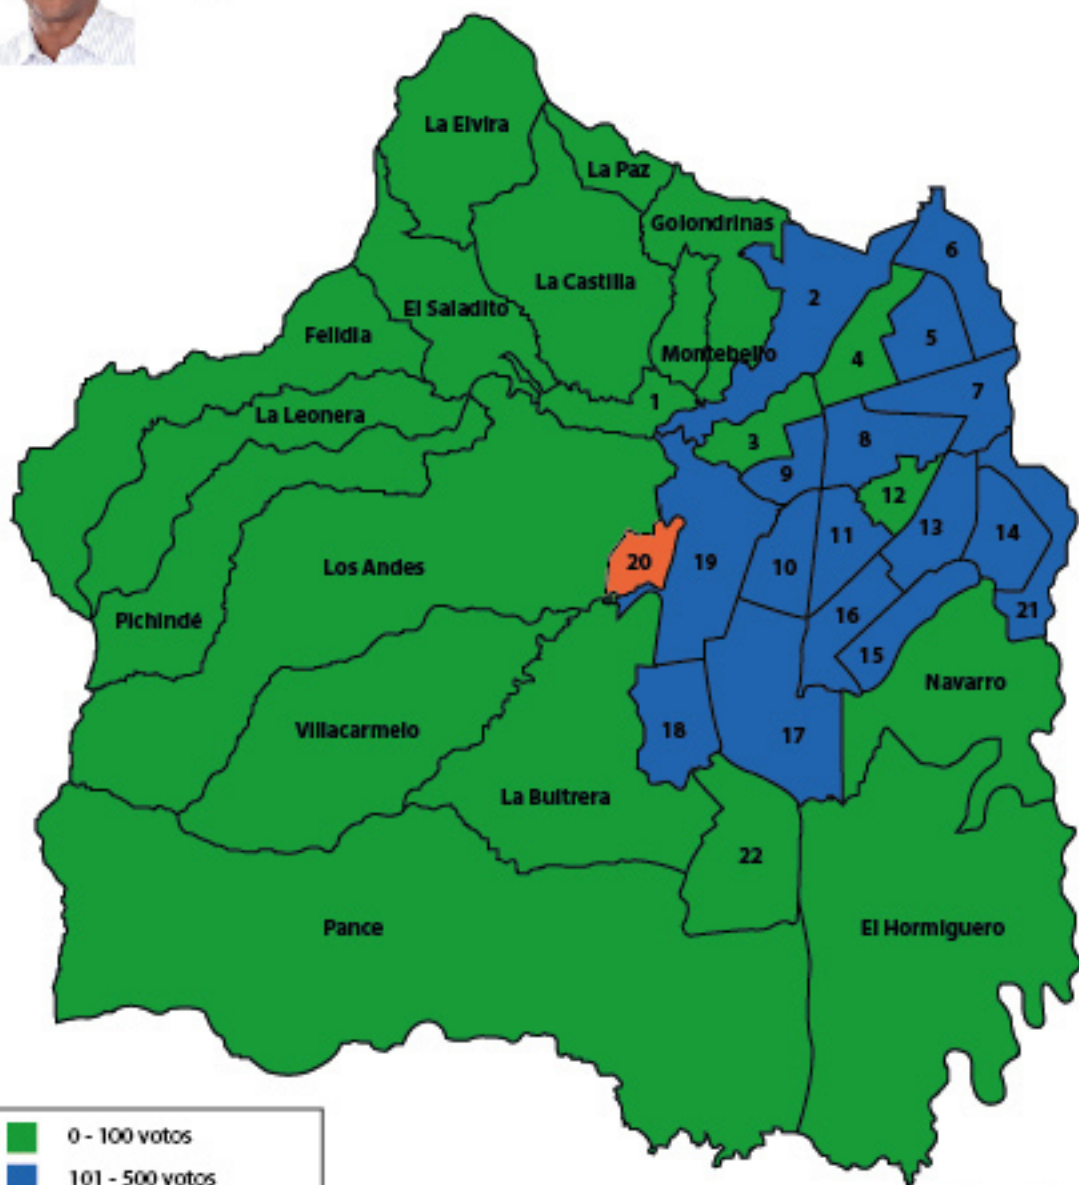 La Elvira
La Paz
Golondrinas
6
La Castilla
2
El Saladito
Felidia
5
Montebello
4
7
1
La Leonera
3
8
9
12
13
14
11
20
19
10
Los Andes
21
16
Pichindé
15
Navarro
Villacarmelo
18
17
La Buitrera
22
Pance
El Hormiguero
0 - 100 votos
101 - 500 votos